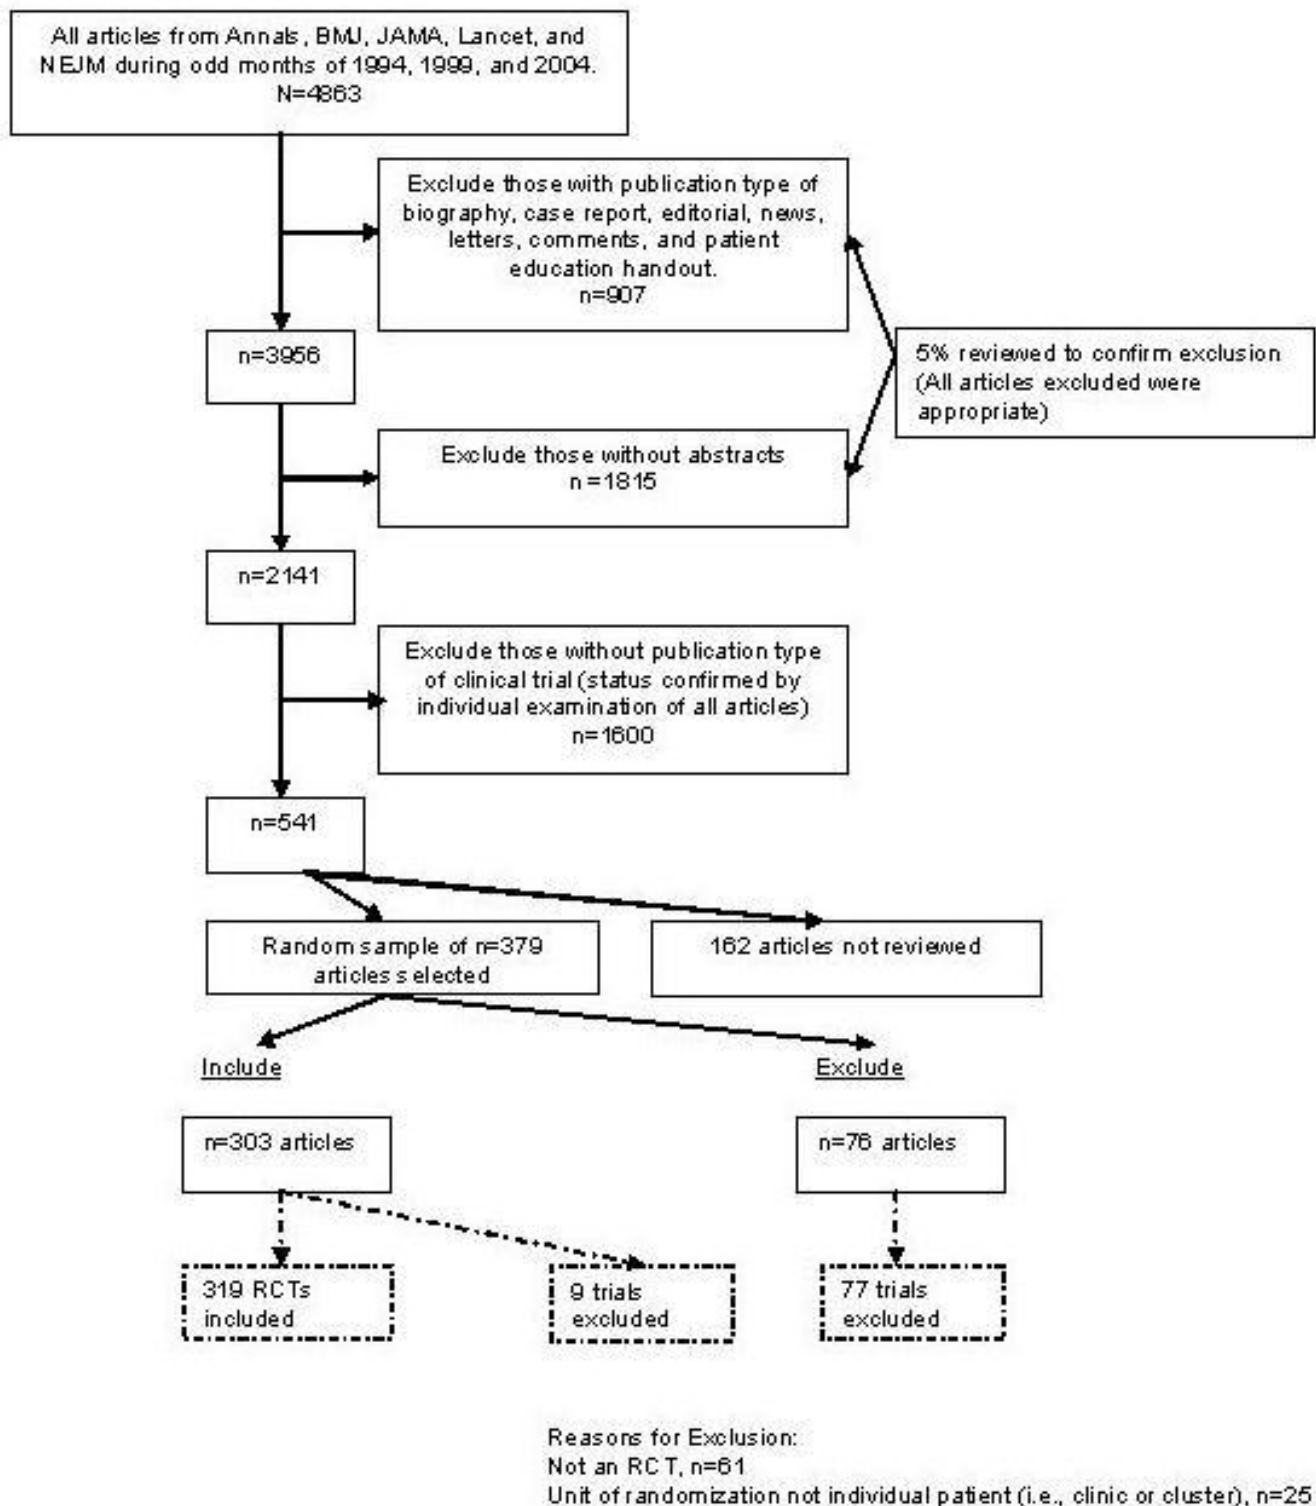 All articles from Annals, BMJ, JAMA, Lancet, and
NEJM during odd months of 1994, 1999, and 2004.
N=4863
Exclude those with publication type of
biography, case report, editorial, news,
letters, comments, and patient
education handout.
n=907
n=3956
5% reviewed to confirm exclusion
(All articles excluded were
appropriate)
Exclude those without abstracts
n =1815
n=2141
Exclude those without publication type
of clinical trial (status confirmed by
individual examination of all articles)
n=1600
n=541
Random sample of n=379
articles selected
162 articles not reviewed
Include
Exclude
n=303 articles
n=76 articles
319 RCTs
included
9 trials
excluded
77 trials
excluded
Reasons for Exclusion:
Not an RCT, n=61
Unit of randomization not individual patient (i.e., clinic or cluster), n=25